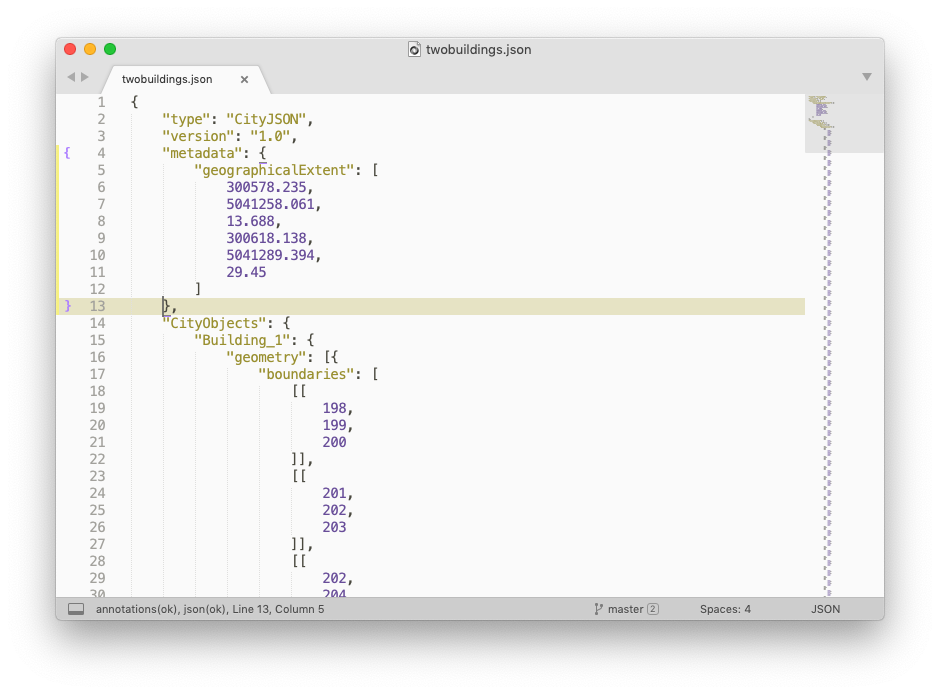 twobuildings.json
twobuildings.json ×
1 {
2 "type": "CityJSON",
3 "version": "1.0",
{ 4 "metadata": {
5 "geographicalExtent": [
6 300578.235,
7 5041258.061,
8 13.688,
9 300618.138,
10 5041289.394,
11 29.45
12 ]
} 13 },
14 "CityObjects": {
15 "Building_1": {
16 "geometry": [{
17 "boundaries": [
18 [[
19 198,
20 199,
21 200
22 ]],
23 [[
24 201,
25 202,
26 203
27 ]],
28 [[
29 202,
30 204
annotations(ok), json(ok), Line 13, Column 5 master 2 Spaces: 4 JSON